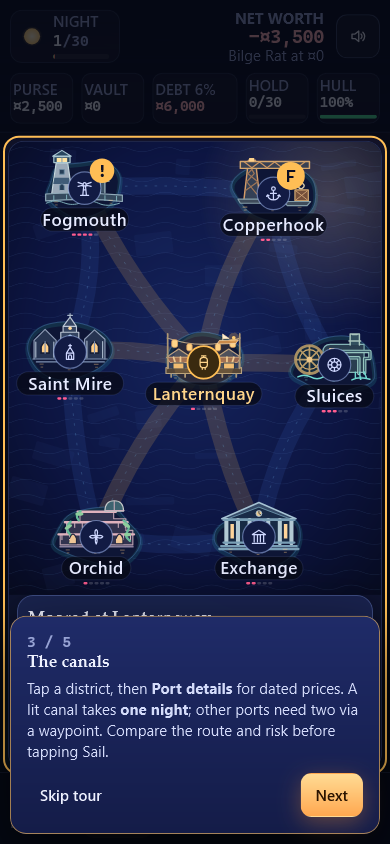 NIGHT
1/30
NET WORTH
−¤3,500
Bilge Rat at ¤0
PURSE
¤2,500
VAULT
¤0
DEBT 6%
¤6,000
HOLD
0/30
HULL
100%
!
F
Fogmouth
Copperhook
Saint Mire
Lanternquay
Sluices
Orchid
Exchange
Moored at Lanternquay
3 / 5
The canals
Tap a district, then Port details for dated prices. A
lit canal takes one night; other ports need two via
a waypoint. Compare the route and risk before
tapping Sail.
Skip tour
Next